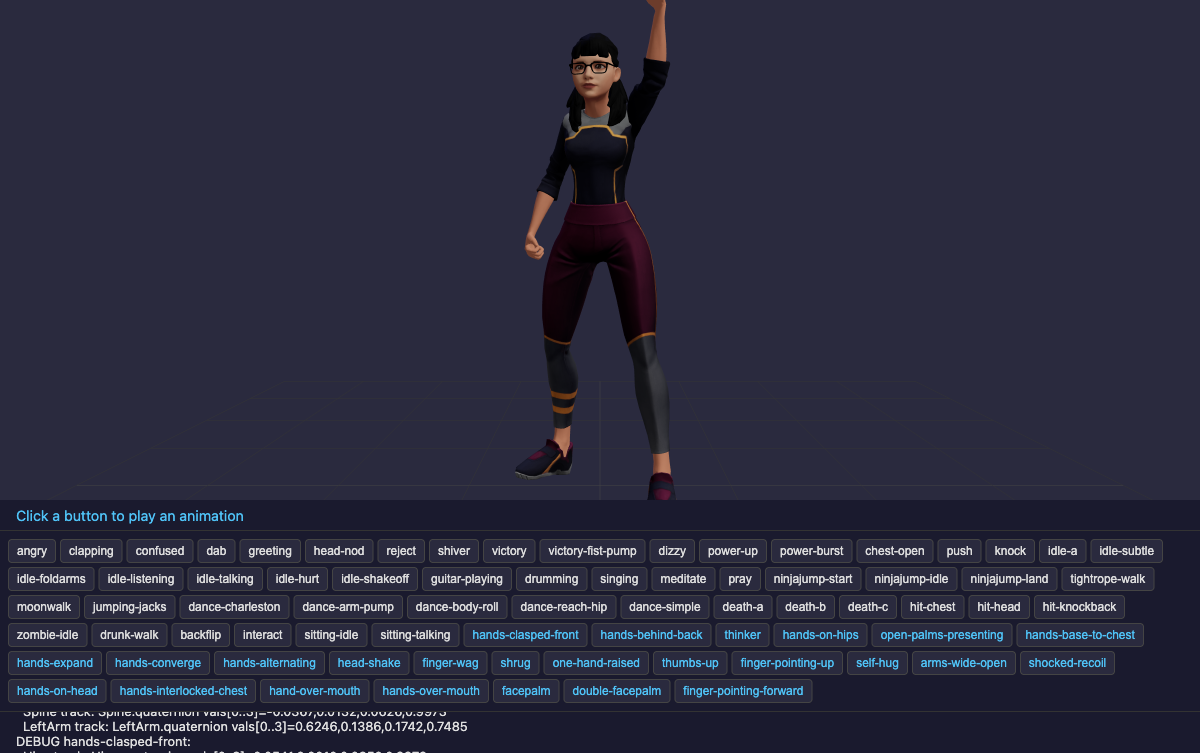 Click a button to play an animation
angry clapping confused dab greeting head-nod reject shiver victory victory-fist-pump dizzy power-up power-burst chest-open push knock idle-a idle-subtle
idle-foldarms idle-listening idle-talking idle-hurt idle-shakeoff guitar-playing drumming singing meditate pray ninjajump-start ninjajump-idle ninjajump-land tightrope-walk
moonwalk jumping-jacks dance-charleston dance-arm-pump dance-body-roll dance-reach-hip dance-simple death-a death-b death-c hit-chest hit-head hit-knockback
zombie-idle drunk-walk backflip interact sitting-idle sitting-talking hands-clasped-front hands-behind-back thinker hands-on-hips open-palms-presenting hands-base-to-chest
hands-expand hands-converge hands-alternating head-shake finger-wag shrug one-hand-raised thumbs-up finger-pointing-up self-hug arms-wide-open shocked-recoil
hands-on-head hands-interlocked-chest hand-over-mouth hands-over-mouth facepalm double-facepalm finger-pointing-forward
Spine track: Spine.quaternion
LeftArm track: LeftArm.quaternion vals[0..3]=0.6246,0.1386,0.1742,0.7485
DEBUG hands-clasped-front: